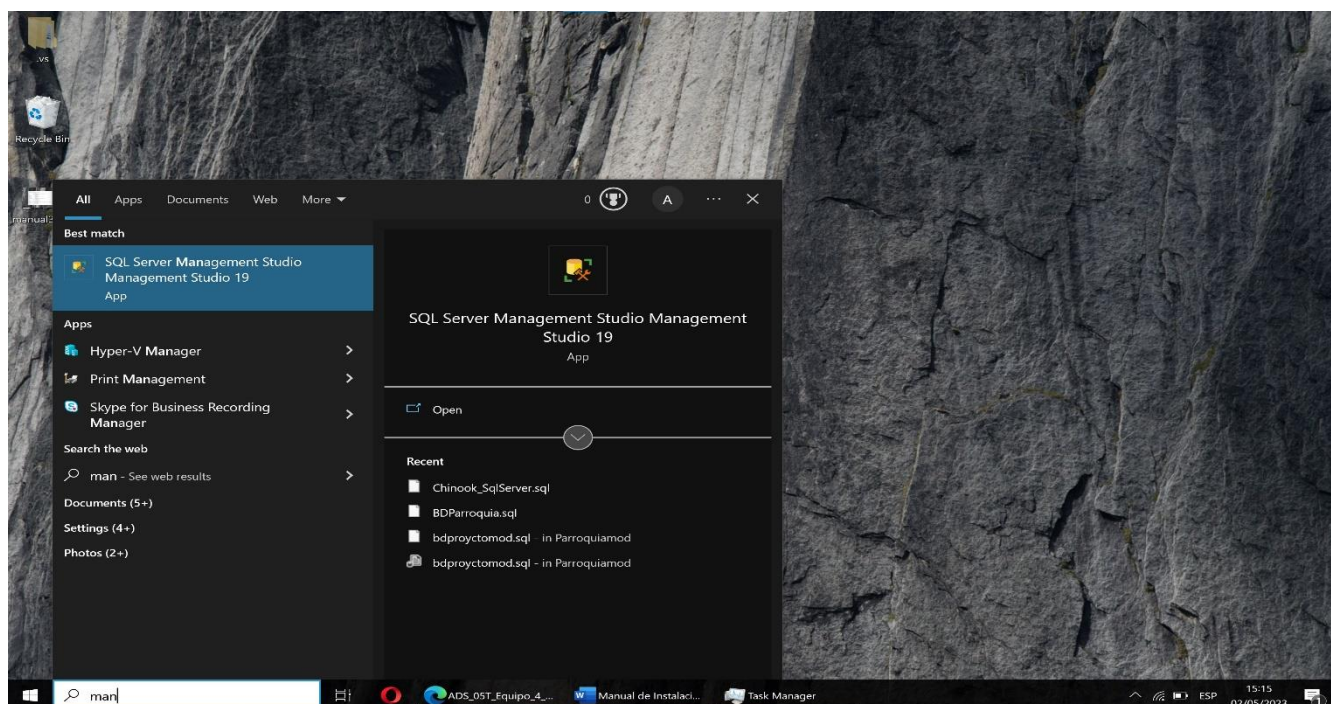 .vs
Recycle Bin
All Apps Documents Web More
0 A ...
Best match
SQL Server Management Studio
Management Studio 19
App
Apps
Hyper-V Manager
Print Management
Skype for Business Recording
Manager
Search the web
man - See web results
Documents (5+)
Settings (4+)
Photos (2+)
SQL Server Management Studio Management
Studio 19
App
Open
Recent
Chinook_SqlServer.sql
BDParroquia.sql
bdproyctomod.sql - in Parroquiamod
bdproyctomod.sql - in Parroquiamod
man
ADS_05T_Equipo_4_...
Manual de Instalaci...
Task Manager
ESP
15:15
02/05/2023